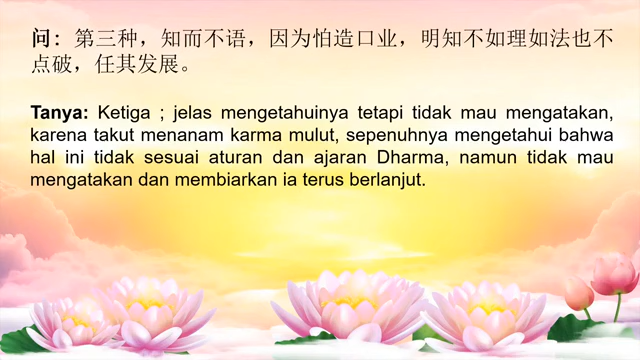 问：第三种，知而不语，因为怕造口业，明知不如理如法也不
点破，任其发展。
Tanya: Ketiga ; jelas mengetahuinya tetapi tidak mau mengatakan,
karena takut menanam karma mulut, sepenuhnya mengetahui bahwa
hal ini tidak sesuai aturan dan ajaran Dharma, namun tidak mau
mengatakan dan membiarkan ia terus berlanjut.